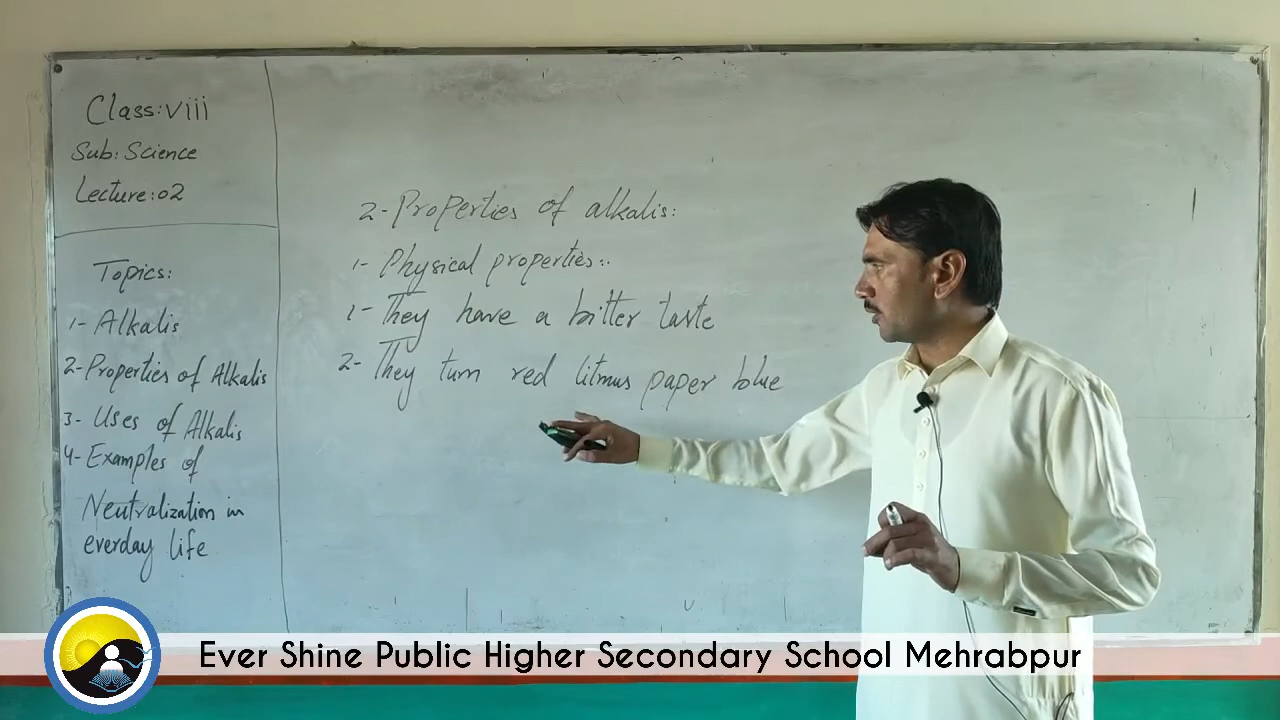 Class: viii
Sub: Science
Lecture: 02
Topics:
1- Alkalis
2- Properties of Alkalis
3- Uses of Alkalis
4- Examples of
Neutralization in
everday life
2- Properties of alkalis:
1- Physical properties:
1- They have a bitter taste
2- They turn red litmus paper blue
Ever Shine Public Higher Secondary School Mehrabpur